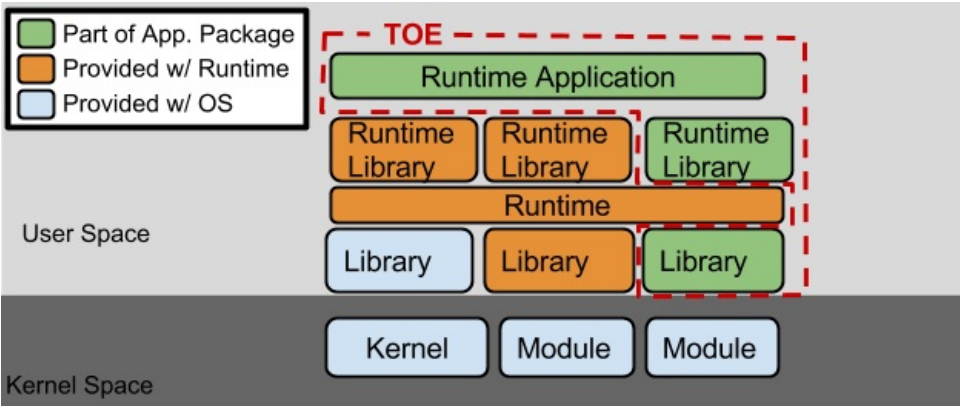 Part of App. Package
Provided w/ Runtime
Provided w/ OS
TOE
Runtime Application
Runtime Library
Runtime Library
Runtime Library
Runtime
User Space
Library
Library
Library
Kernel
Module
Module
Kernel Space